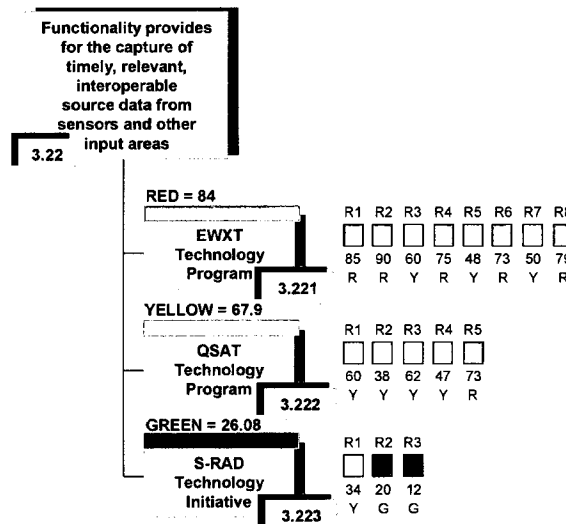 Functionality provides
for the capture of
timely, relevant,
interoperable
source data from
sensors and other
input areas
3.22
RED = 84
EWXT
Technology
Program
3.221
R1 R2 R3 R4 R5 R6 R7 R8
85 90 60 75 48 73 50 79
R R Y R Y R Y R
YELLOW = 67.9
QSAT
Technology
Program
3.222
R1 R2 R3 R4 R5
60 38 62 47 73
Y Y Y Y R
GREEN = 26.08
S-RAD
Technology
Initiative
3.223
R1 R2 R3
34 20 12
Y G G